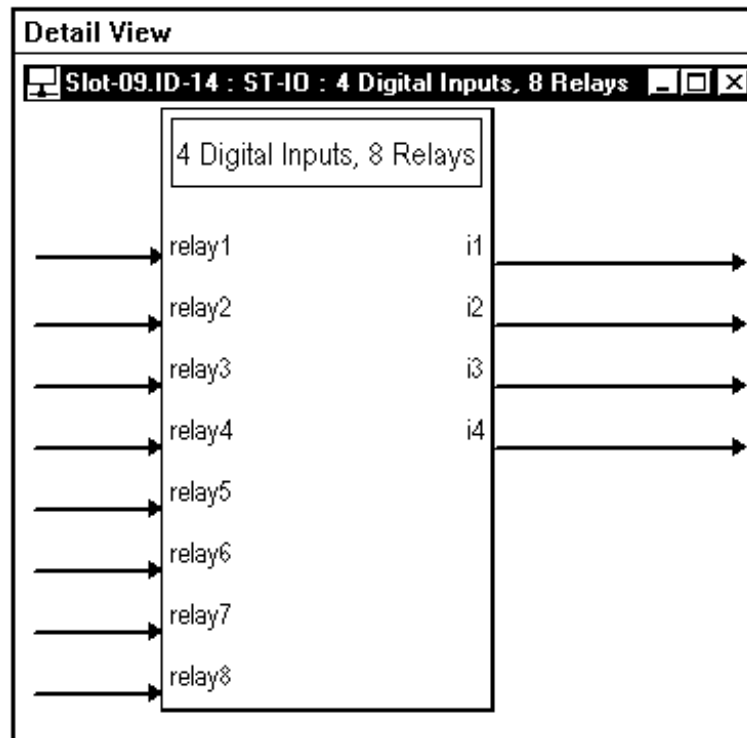 Detail View
Slot-09.ID-14 : ST-IO : 4 Digital Inputs, 8 Relays
4 Digital Inputs, 8 Relays
relay1 i1
relay2 i2
relay3 i3
relay4 i4
relay5
relay6
relay7
relay8